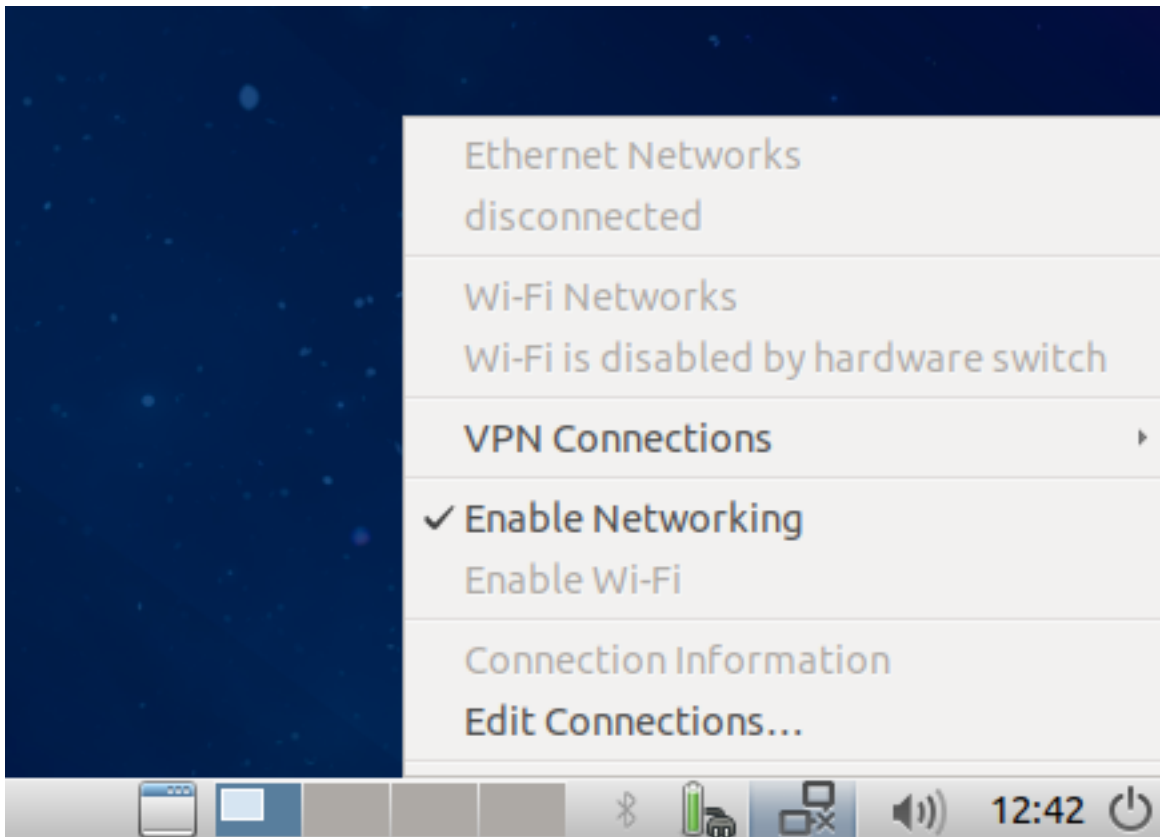 Ethernet Networks
disconnected
Wi-Fi Networks
Wi-Fi is disabled by hardware switch
VPN Connections
Enable Networking
Enable Wi-Fi
Connection Information
Edit Connections...
12:42